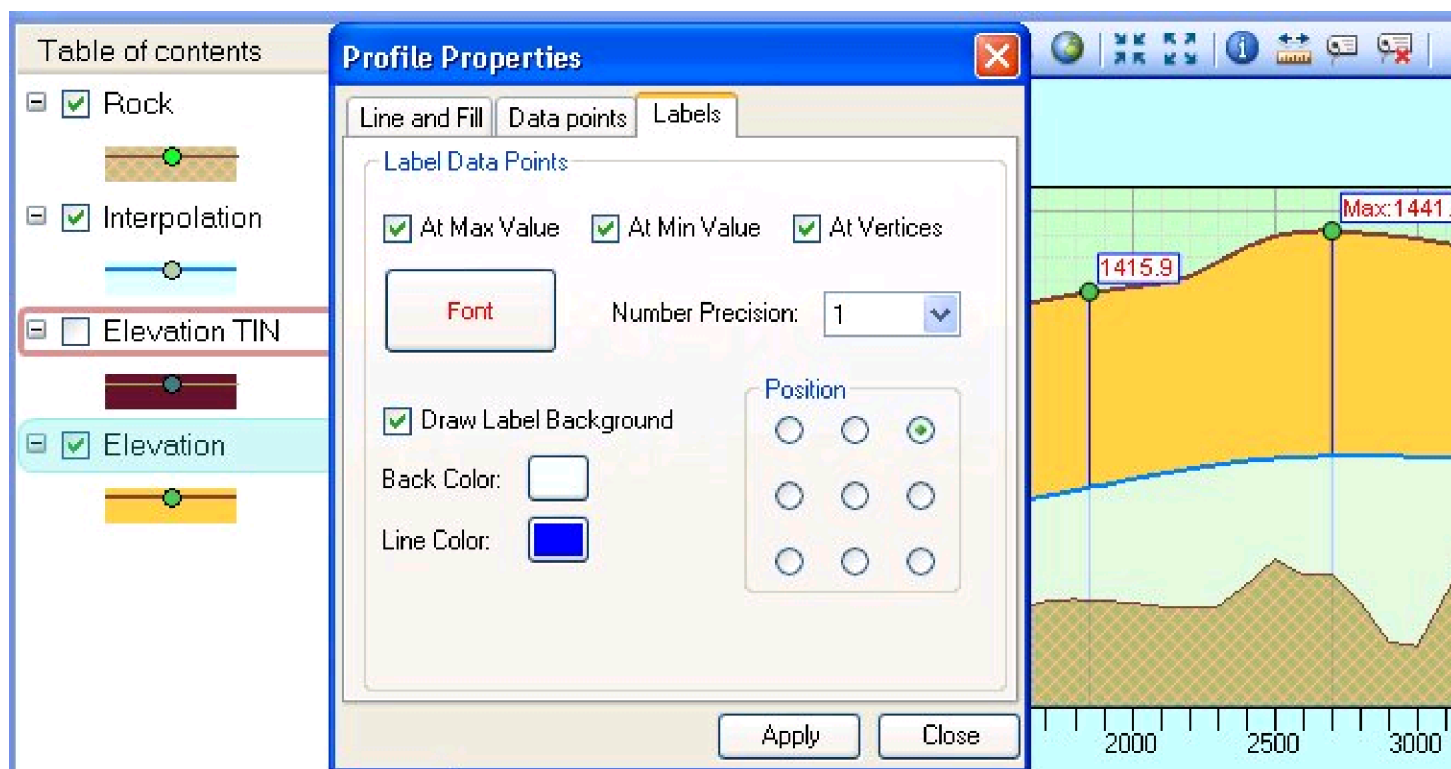 Table of contents
Rock
Interpolation
Elevation TIN
Elevation
Profile Properties
Line and Fill
Data points
Labels
Label Data Points
At Max Value
At Min Value
At Vertices
Font
Number Precision: 1
Draw Label Background
Back Color:
Line Color:
Position
Apply
Close
Max:1441.
1415.9
2000
2500
3000